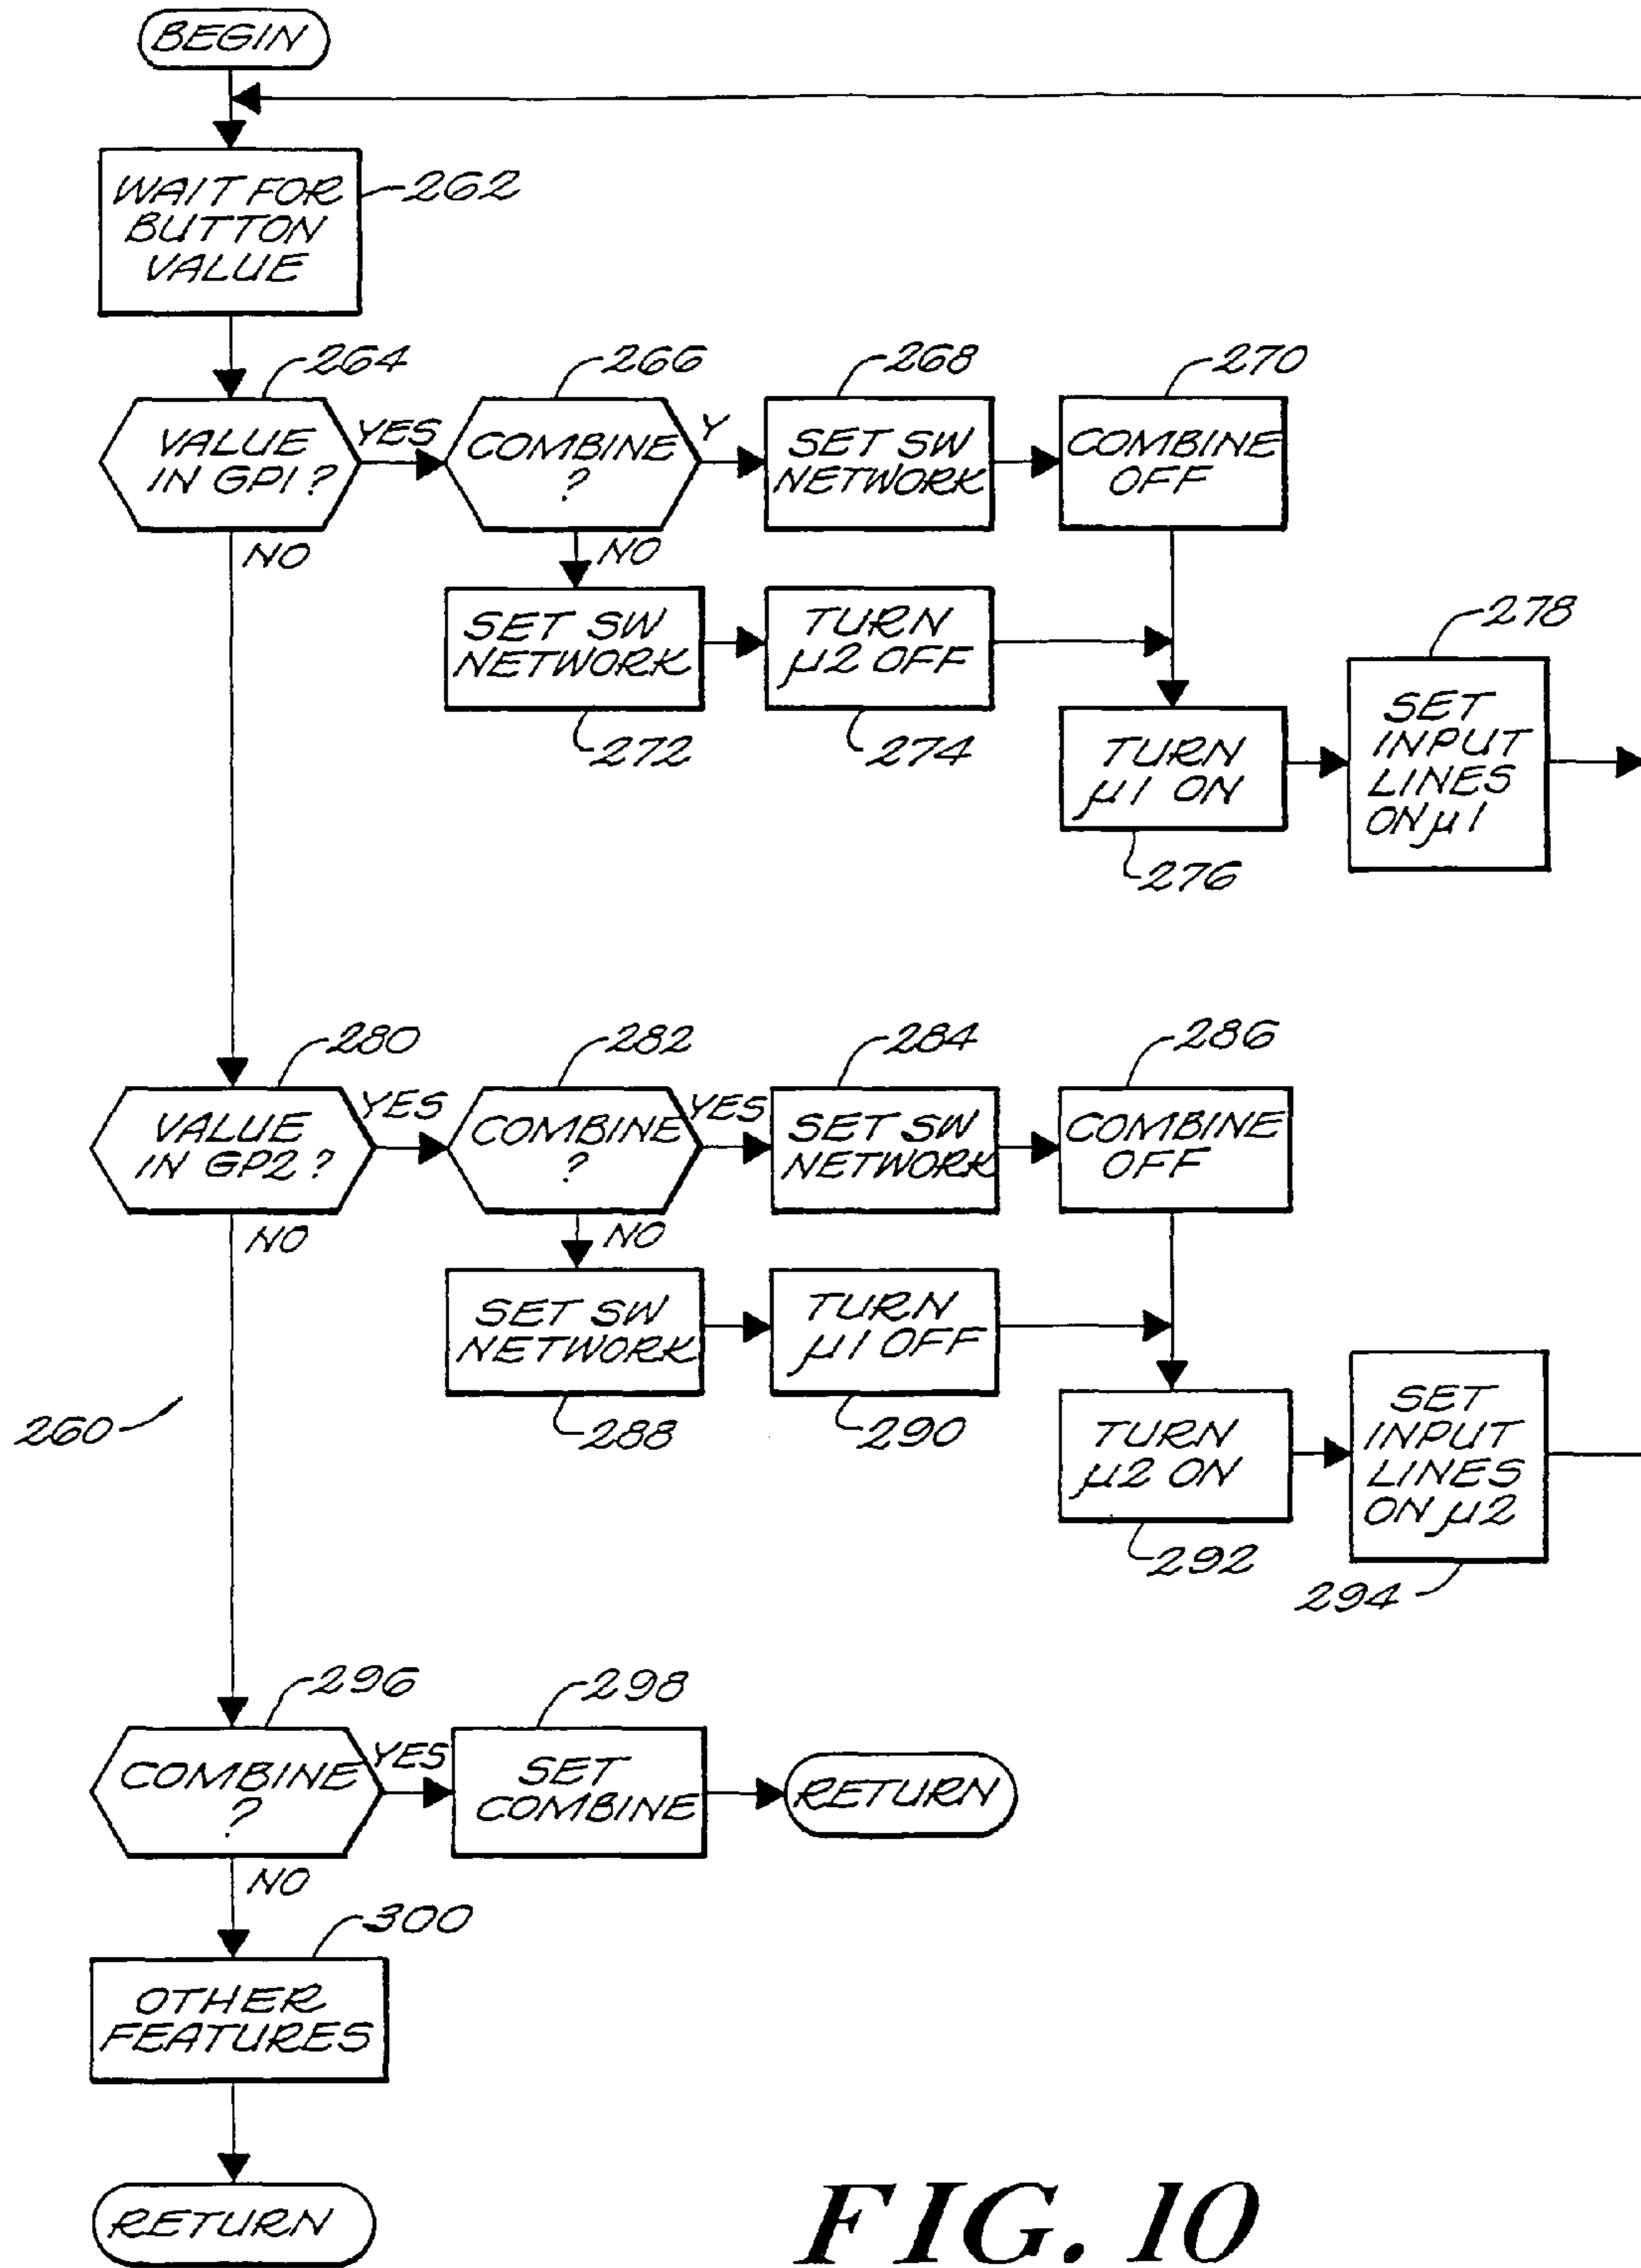 BEGIN
WAIT FOR
BUTTON
VALUE
262
264
VALUE
IN GP1?
YES
NO
266
COMBINE
?
Y
NO
268
SET SW
NETWORK
270
COMBINE
OFF
SET SW
NETWORK
272
TURN
μ2 OFF
274
TURN
μ1 ON
276
278
SET
INPUT
LINES
ON μ1
280
VALUE
IN GP2?
YES
NO
282
COMBINE
?
YES
NO
284
SET SW
NETWORK
286
COMBINE
OFF
SET SW
NETWORK
288
TURN
μ1 OFF
290
TURN
μ2 ON
292
SET
INPUT
LINES
ON μ2
294
260
296
COMBINE
?
YES
NO
298
SET
COMBINE
RETURN
300
OTHER
FEATURES
RETURN
FIG. 10